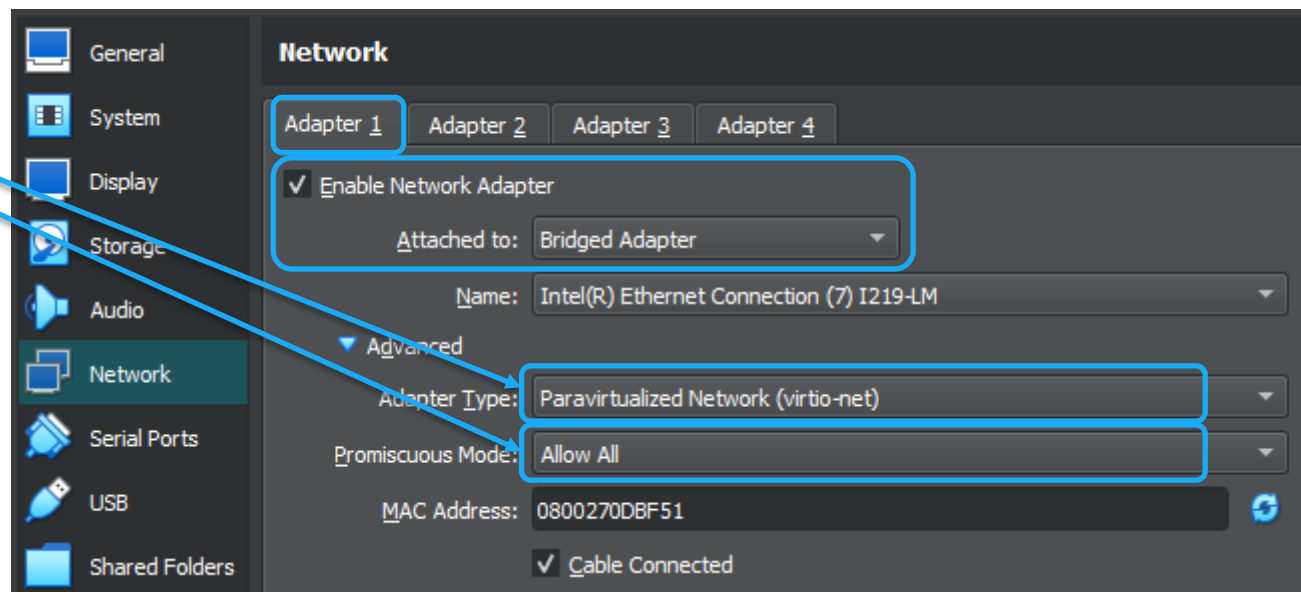 General
System
Display
Storage
Audio
Network
Serial Ports
USB
Shared Folders
Network
Adapter 1 Adapter 2 Adapter 3 Adapter 4
Enable Network Adapter
Attached to: Bridged Adapter
Name: Intel(R) Ethernet Connection (7) I219-LM
Advanced
Adapter Type: Paravirtualized Network (virtio-net)
Promiscuous Mode: Allow All
MAC Address: 0800270DBF51
Cable Connected